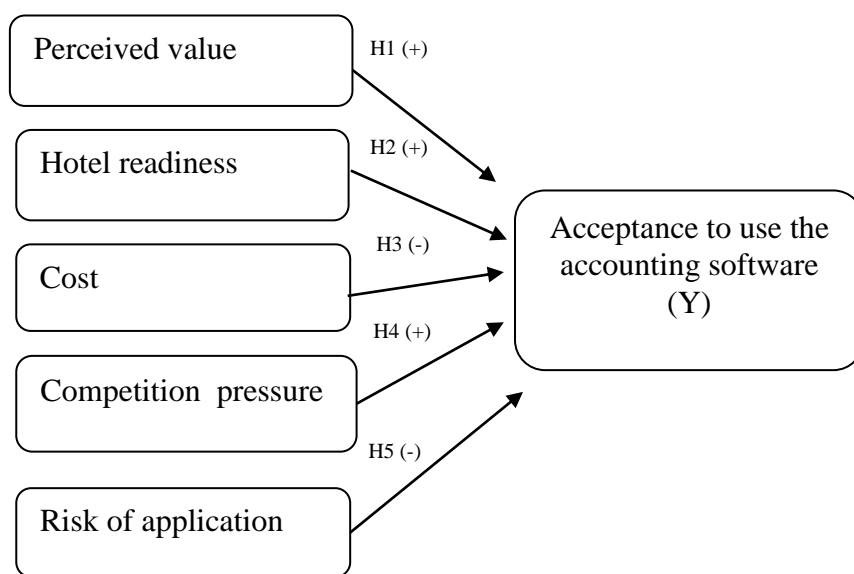 Perceived value
H1 (+)
Hotel readiness
H2 (+)
Cost
H3 (-)
Competition pressure
H4 (+)
Risk of application
H5 (-)
Acceptance to use the
accounting software
(Y)